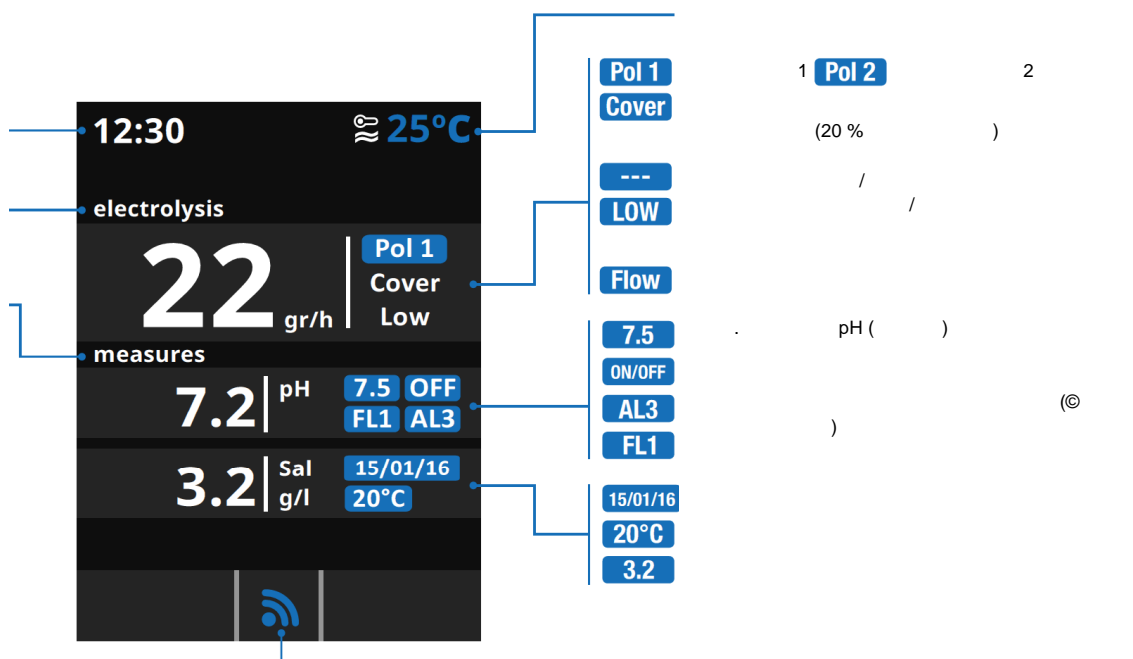 12:30
25°C
electrolysis
22 gr/h
Pol 1
Cover
Low
measures
7.2 pH
7.5 OFF
FL1 AL3
3.2 Sal g/l
15/01/16
20°C
Pol 1 1 Pol 2 2
Cover
(20 % )
--- /
LOW /
Flow
7.5 . pH ( )
ON/OFF
AL3 (©
)
FL1
15/01/16
20°C
3.2